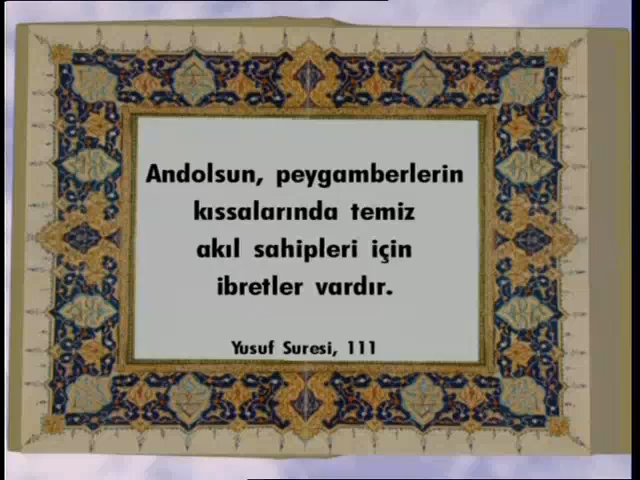 Andolsun, peygamberlerin
kıssalarında temiz
akıl sahipleri için
ibretler vardır.
Yusuf Suresi, 111